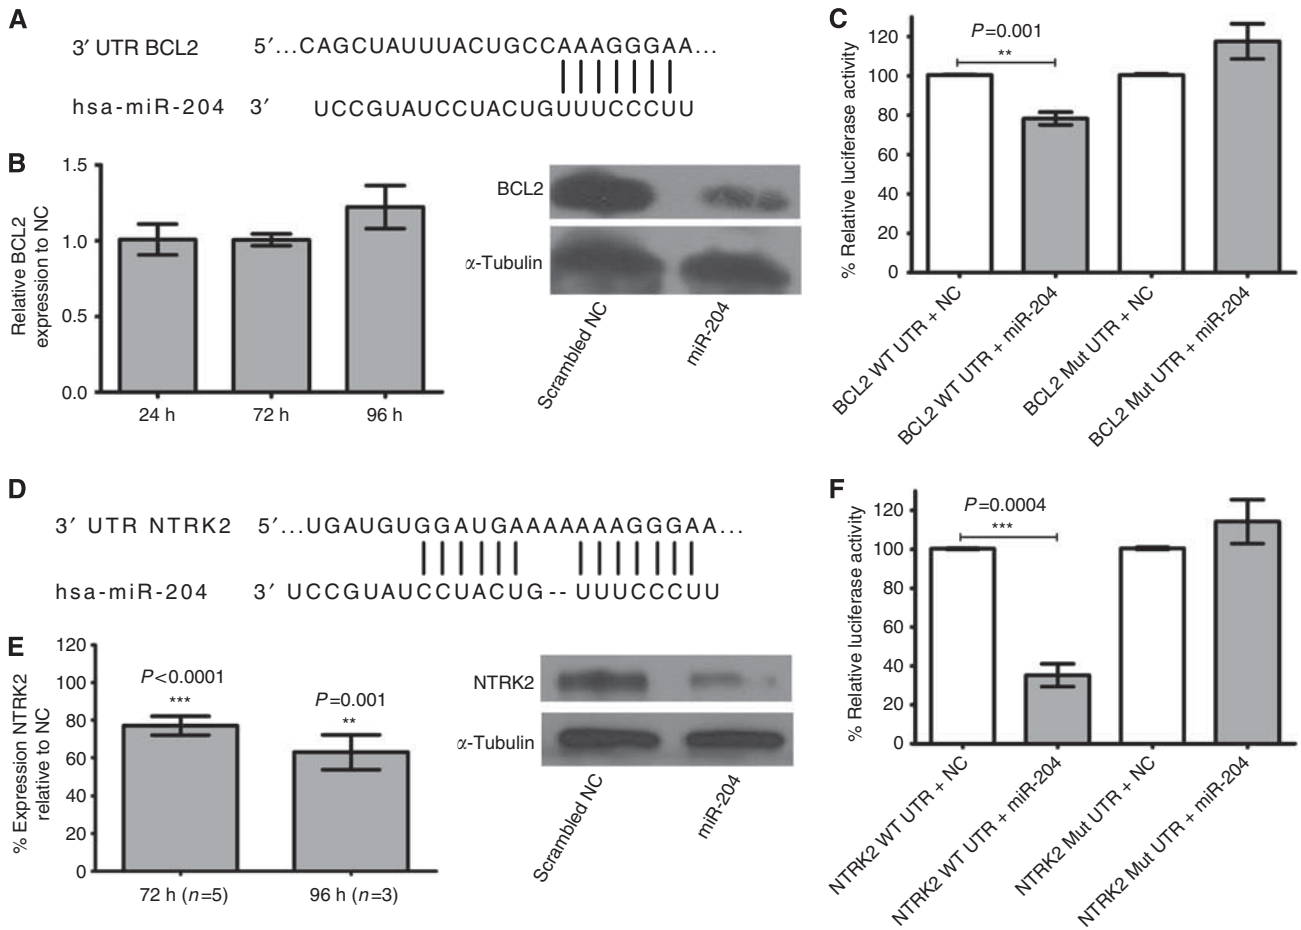 A
3′ UTR BCL2 5′...CAGCUAUUUACUGCCAAAGGGAA...
hsa-miR-204 3′ UCCGUAUCCUACUGUUUCCCUU
B
Relative BCL2
expression to NC
1.5
1.0
0.5
0.0
24 h 72 h 96 h
BCL2
α-Tubulin
Scrambled NC
miR-204
C
% Relative luciferase activity
120
100
80
60
40
20
0
P=0.001
**
BCL2 WT UTR + NC
BCL2 WT UTR + miR-204
BCL2 Mut UTR + NC
BCL2 Mut UTR + miR-204
D
3′ UTR NTRK2 5′...UGAUGUGGAUGAAAAAAAGGGAA...
hsa-miR-204 3′ UCCGUAUCCUACUG--UUUCCCUU
E
% Expression NTRK2
relative to NC
120
100
80
60
40
20
0
P<0.0001
***
P=0.001
**
72 h (n=5) 96 h (n=3)
NTRK2
α-Tubulin
Scrambled NC
miR-204
F
% Relative luciferase activity
120
100
80
60
40
20
0
P=0.0004
***
NTRK2 WT UTR + NC
NTRK2 WT UTR + miR-204
NTRK2 Mut UTR + NC
NTRK2 Mut UTR + miR-204